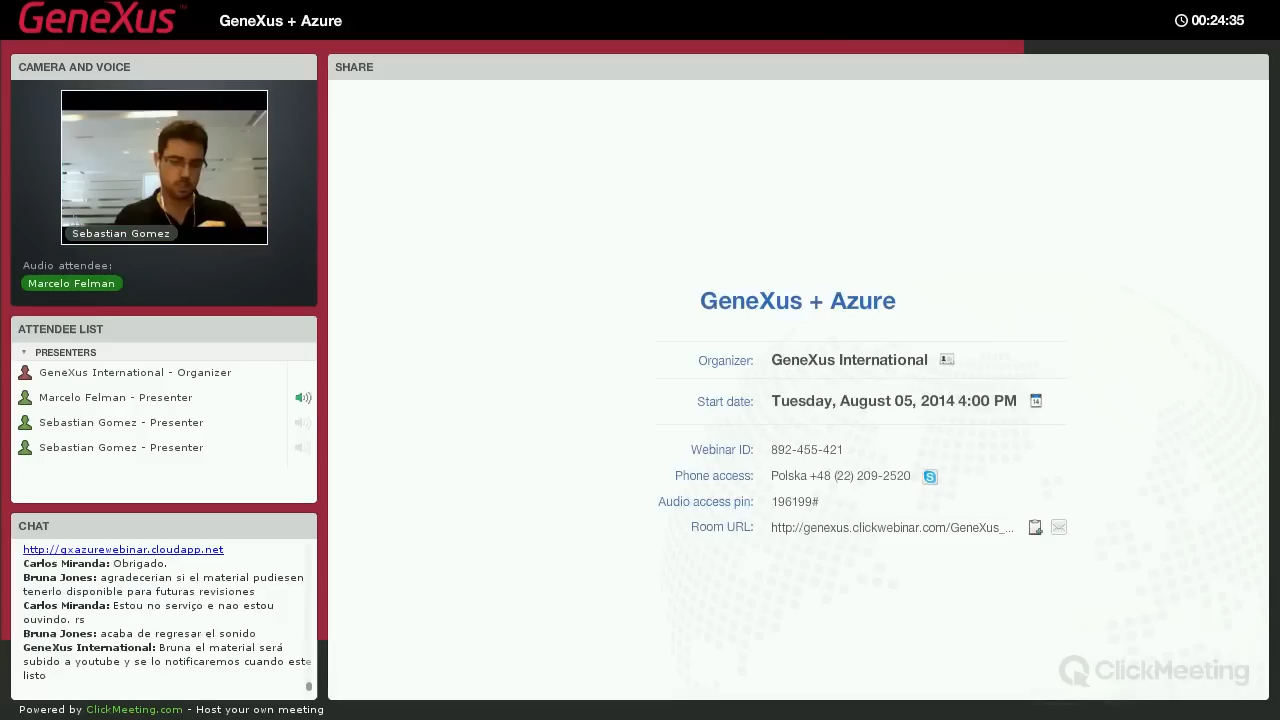 GeneXus™
GeneXus + Azure
00:24:35
CAMERA AND VOICE
Sebastian Gomez
Audio attendee:
Marcelo Felman
ATTENDEE LIST
PRESENTERS
GeneXus International - Organizer
Marcelo Felman - Presenter
Sebastian Gomez - Presenter
Sebastian Gomez - Presenter
CHAT
http://gxazurewebinar.cloudapp.net
Carlos Miranda: Obrigado.
Bruna Jones: agradecerian si el material pudiesen
tenerlo disponible para futuras revisiones
Carlos Miranda: Estou no serviço e nao estou
ouvindo. rs
Bruna Jones: acaba de regresar el sonido
GeneXus International: Bruna el material será
subido a youtube y se lo notificaremos cuando este
listo
SHARE
GeneXus + Azure
Organizer: GeneXus International
Start date: Tuesday, August 05, 2014 4:00 PM
14
Webinar ID: 892-455-421
Phone access: Polska +48 (22) 209-2520
Audio access pin: 196199#
Room URL: http://genexus.clickwebinar.com/GeneXus_...
ClickMeeting
Powered by ClickMeeting.com - Host your own meeting